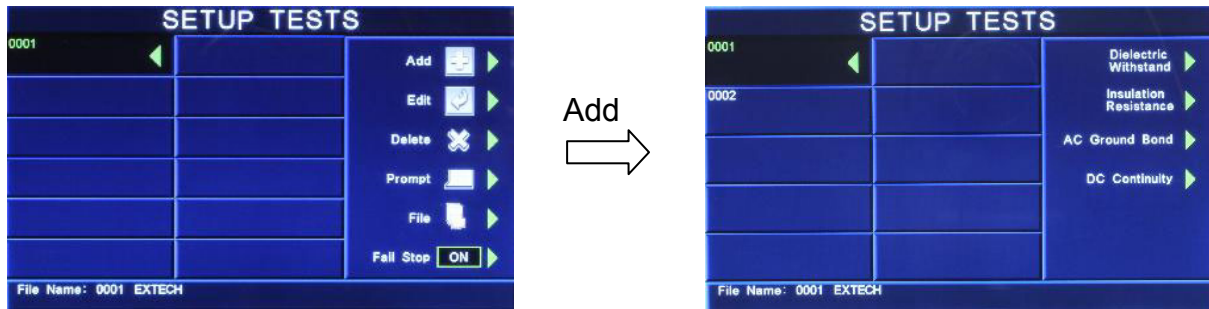 SETUP TESTS
0001
Add
Edit
Delete
Prompt
File
Fail Stop ON
File Name: 0001 EXTECH
Add
SETUP TESTS
0001
0002
Dielectric
Withstand
Insulation
Resistance
AC Ground Bond
DC Continuity
File Name: 0001 EXTECH